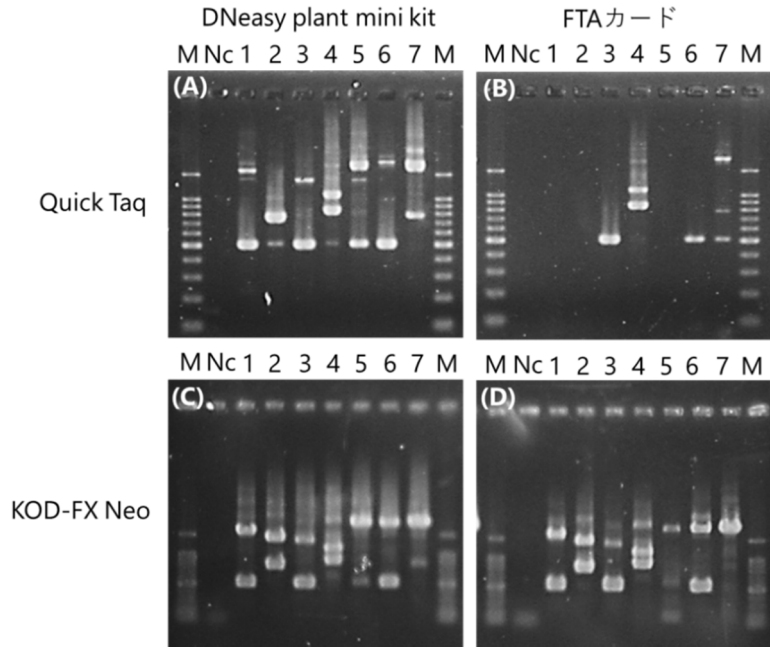 DNeasy plant mini kit
FTAカード
M Nc 1 2 3 4 5 6 7 M
M Nc 1 2 3 4 5 6 7 M
(A)
(B)
Quick Taq
M Nc 1 2 3 4 5 6 7 M
M Nc 1 2 3 4 5 6 7 M
(C)
(D)
KOD-FX Neo